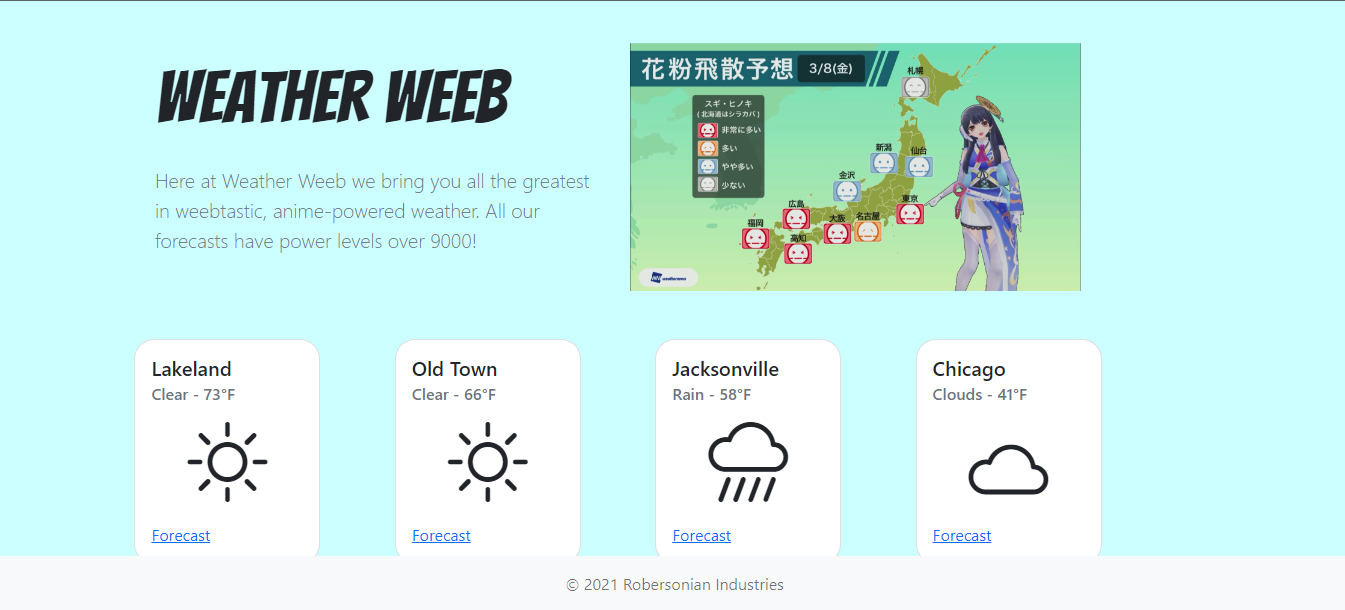 WEATHER WEEB
Here at Weather Weeb we bring you all the greatest
in weebtastic, anime-powered weather. All our
forecasts have power levels over 9000!
花粉飛散予想 3/8(金)
スギ・ヒノキ
(北海道はシラカバ)
非常に多い
多い
やや多い
少ない
札幌
新潟
仙台
金沢
東京
広島
大阪
名古屋
福岡
高知
weathernews
Lakeland
Clear - 73°F
Forecast
Old Town
Clear - 66°F
Forecast
Jacksonville
Rain - 58°F
Forecast
Chicago
Clouds - 41°F
Forecast
© 2021 Robersonian Industries